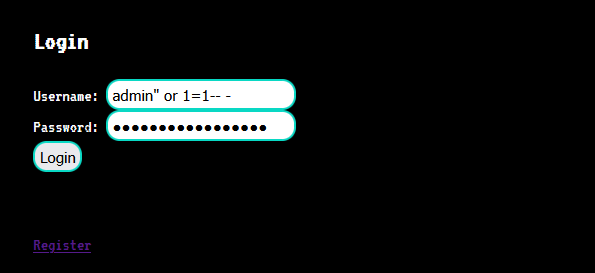 Login
Username: admin" or 1=1-- -
Password: •••••••••••••••••
Login
Register